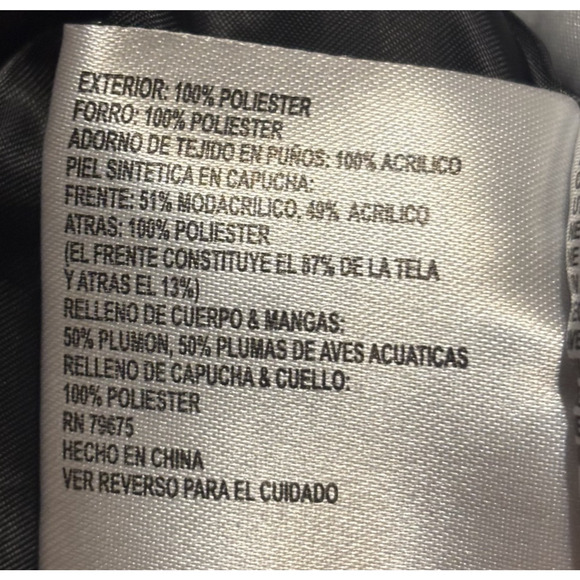 EXTERIOR: 100% POLIESTER
FORRO: 100% POLIESTER
ADORNO DE TEJIDO EN PUÑOS: 100% ACRILICO
PIEL SINTETICA EN CAPUCHA:
FRENTE: 51% MODACRILICO, 49% ACRILICO
ATRAS: 100% POLIESTER
(EL FRENTE CONSTITUYE EL 87% DE LA TELA
Y ATRAS EL 13%)
RELLENO DE CUERPO & MANGAS:
50% PLUMON, 50% PLUMAS DE AVES ACUATICAS
RELLENO DE CAPUCHA & CUELLO:
100% POLIESTER
RN 79675
HECHO EN CHINA
VER REVERSO PARA EL CUIDADO